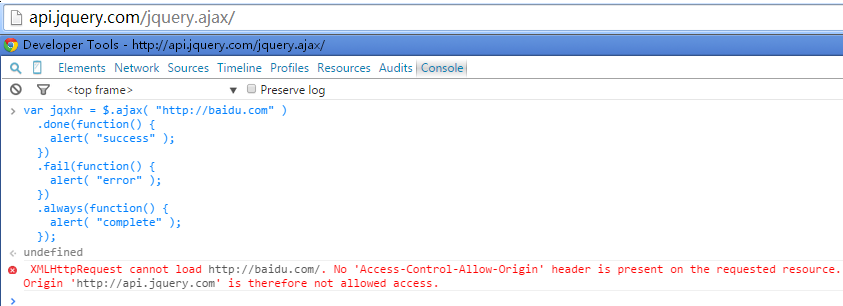 api.jquery.com/jquery.ajax/
Developer Tools - http://api.jquery.com/jquery.ajax/
Elements Network Sources Timeline Profiles Resources Audits Console
<top frame> ▼ Preserve log
> var jqxhr = $.ajax( "http://baidu.com" )
.done(function() {
alert( "success" );
})
.fail(function() {
alert( "error" );
})
.always(function() {
alert( "complete" );
});
undefined
XMLHttpRequest cannot load http://baidu.com/. No 'Access-Control-Allow-Origin' header is present on the requested resource.
Origin 'http://api.jquery.com' is therefore not allowed access.
>